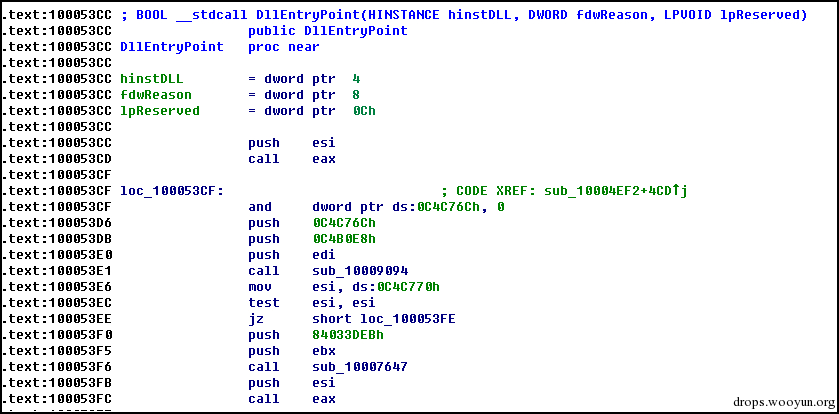 .text:100053CC ; BOOL __stdcall DllEntryPoint(HINSTANCE hinstDLL, DWORD fdwReason, LPVOID lpReserved)
.text:100053CC public DllEntryPoint
.text:100053CC DllEntryPoint proc near
.text:100053CC
.text:100053CC hinstDLL = dword ptr 4
.text:100053CC fdwReason = dword ptr 8
.text:100053CC lpReserved = dword ptr 0Ch
.text:100053CC
.text:100053CC push esi
.text:100053CD call eax
.text:100053CF
.text:100053CF loc_100053CF: ; CODE XREF: sub_10004EF2+4CD↑j
.text:100053CF and dword ptr ds:0C4C76Ch, 0
.text:100053D6 push 0C4C76Ch
.text:100053DB push 0C4B0E8h
.text:100053E0 push edi
.text:100053E1 call sub_10009094
.text:100053E6 mov esi, ds:0C4C770h
.text:100053EC test esi, esi
.text:100053EE jz short loc_100053FE
.text:100053F0 push 84033DEBh
.text:100053F5 push ebx
.text:100053F6 call sub_10007647
.text:100053FB push esi
.text:100053FC call eax
drops.wooyun.org